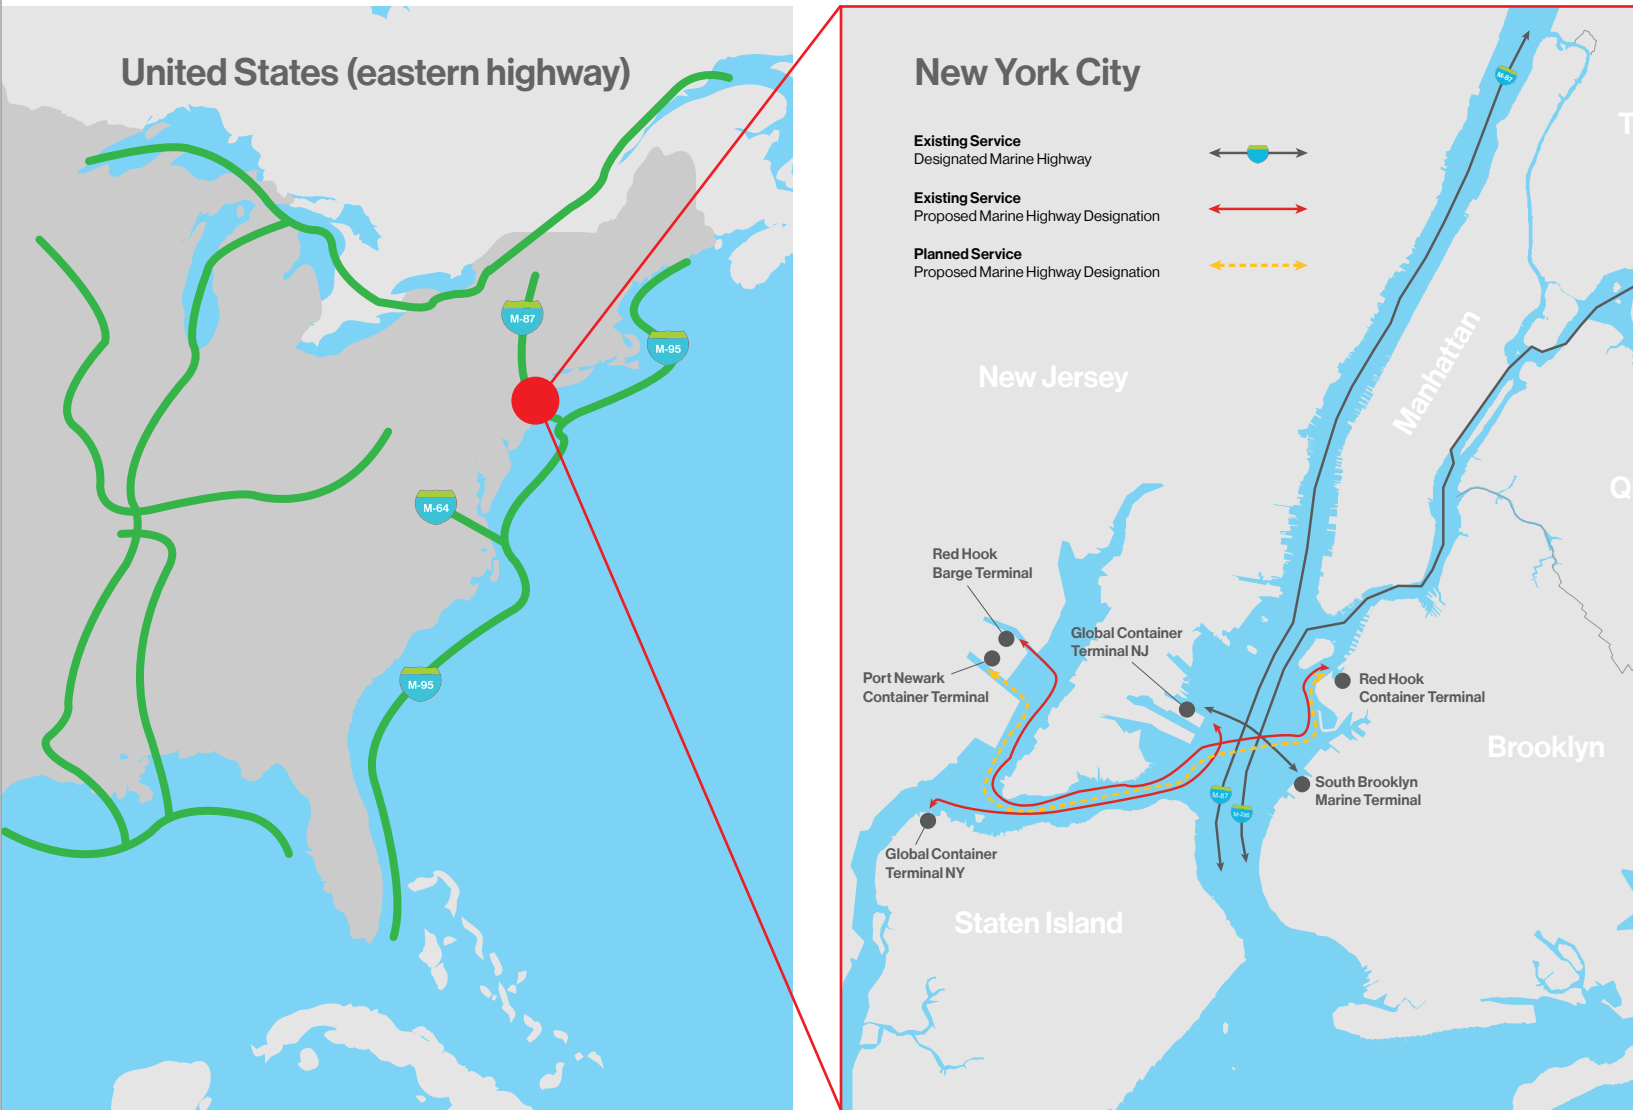 United States (eastern highway)
M-87
M-95
M-64
M-95
New York City
Existing Service
Designated Marine Highway
Existing Service
Proposed Marine Highway Designation
Planned Service
Proposed Marine Highway Designation
M-87
New Jersey
Manhattan
T
Q
Red Hook
Barge Terminal
Global Container
Terminal NJ
Port Newark
Container Terminal
Red Hook
Container Terminal
Brooklyn
South Brooklyn
Marine Terminal
M-87
M-295
Global Container
Terminal NY
Staten Island